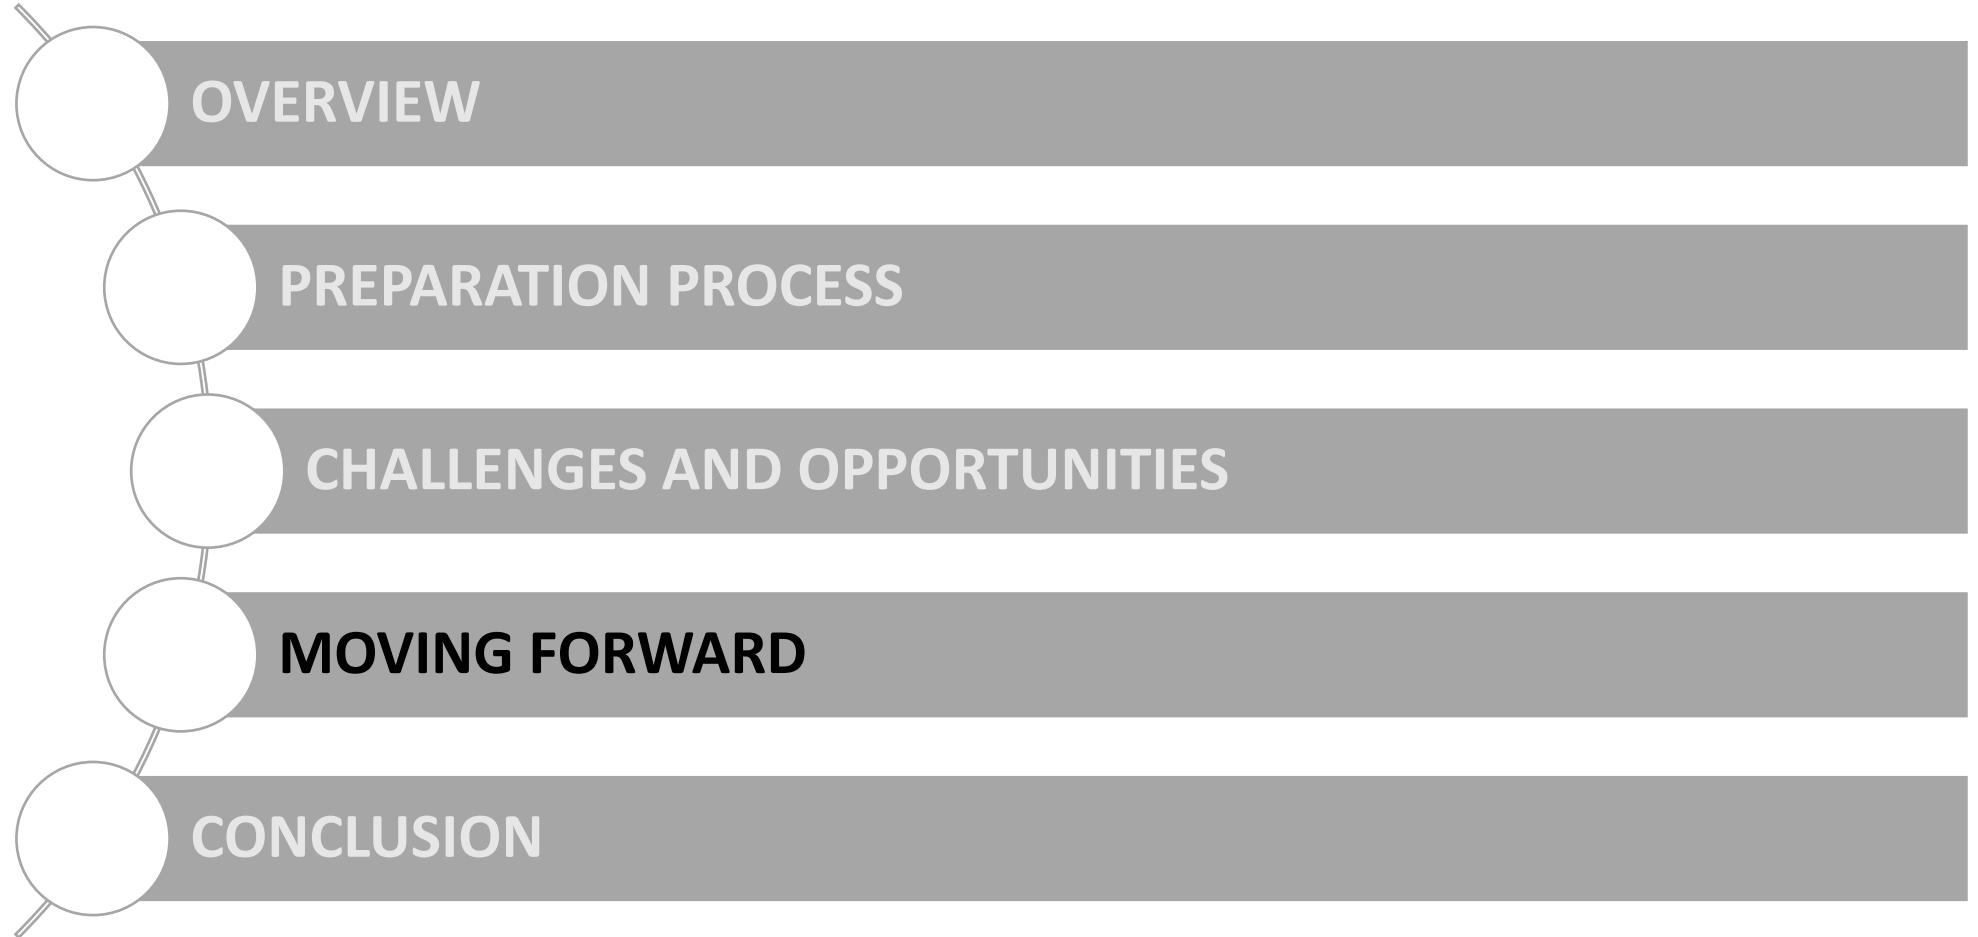 OVERVIEW
PREPARATION PROCESS
CHALLENGES AND OPPORTUNITIES
MOVING FORWARD
CONCLUSION